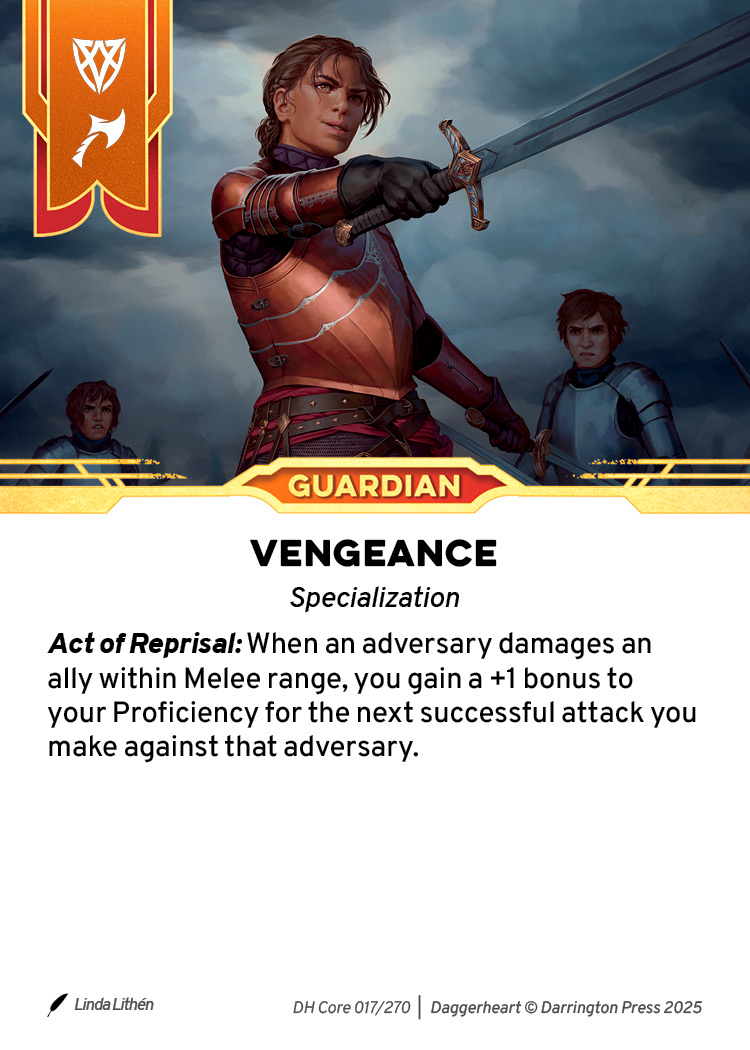 GUARDIAN
VENGEANCE
Specialization
Act of Reprisal: When an adversary damages an
ally within Melee range, you gain a +1 bonus to
your Proficiency for the next successful attack you
make against that adversary.
Linda Lithén
DH Core 017/270 | Daggerheart © Darrington Press 2025